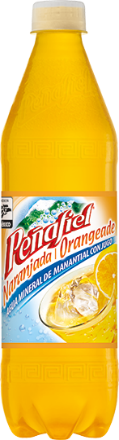 Peñafiel
Naranjada | Orangeade
AGUA MINERAL DE MANANTIAL CON JUGO